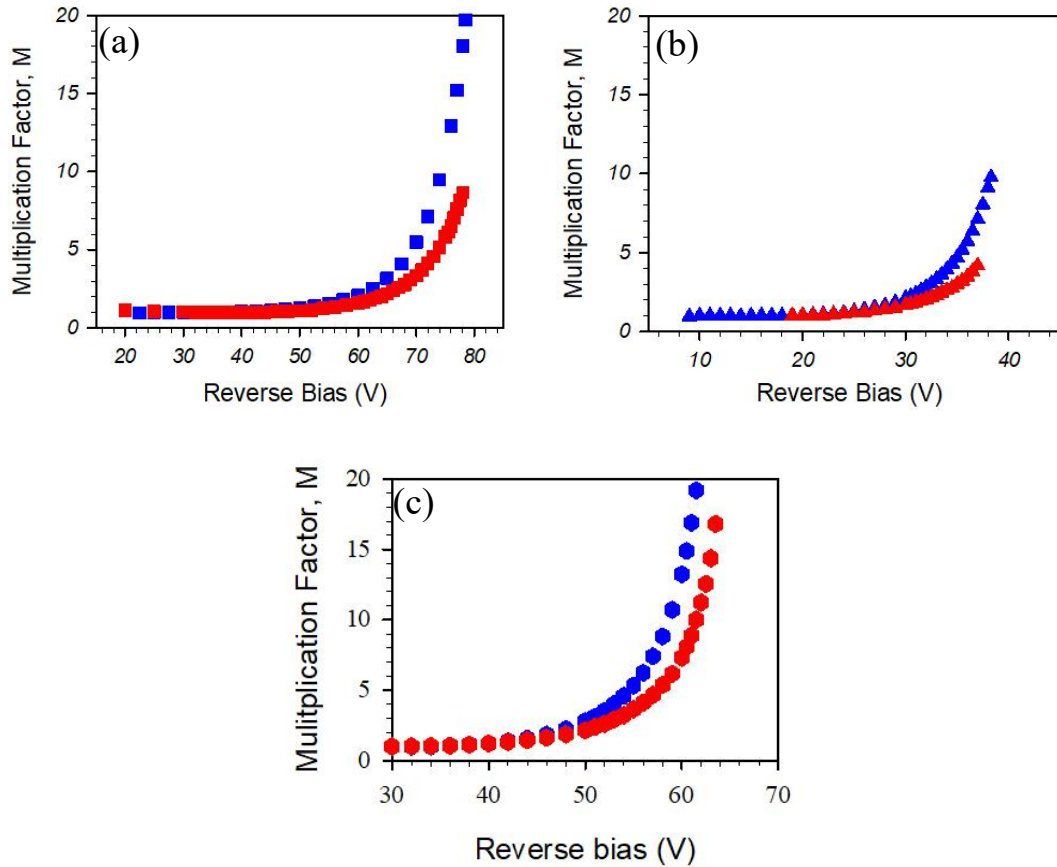 (a)
Multiplication Factor, M
20
15
10
5
0
20 30 40 50 60 70 80
Reverse Bias (V)
(b)
Multiplication Factor, M
20
15
10
5
0
10 20 30 40
Reverse Bias (V)
(c)
Mulitplication Factor, M
20
15
10
5
0
30 40 50 60 70
Reverse bias (V)